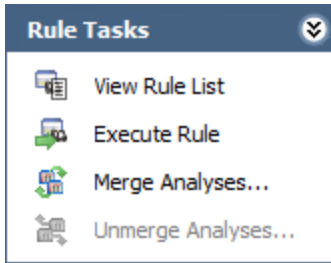 Rule Tasks
View Rule List
Execute Rule
Merge Analyses...
Unmerge Analyses...